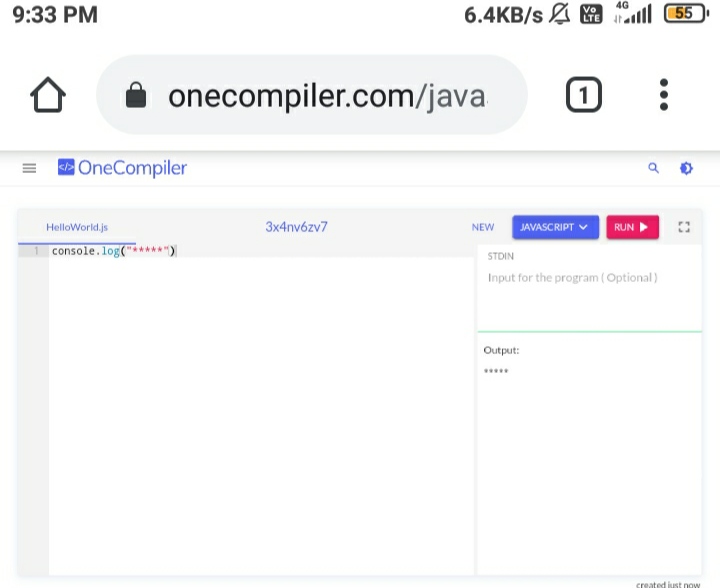 9:33 PM 6.4KB/s Vo LTE 4G 55
onecompiler.com/java 1
</> OneCompiler
HelloWorld.js 3x4nv6zv7 NEW JAVASCRIPT RUN
1 console.log("*****")
STDIN
Input for the program ( Optional )
Output:
*****
created just now